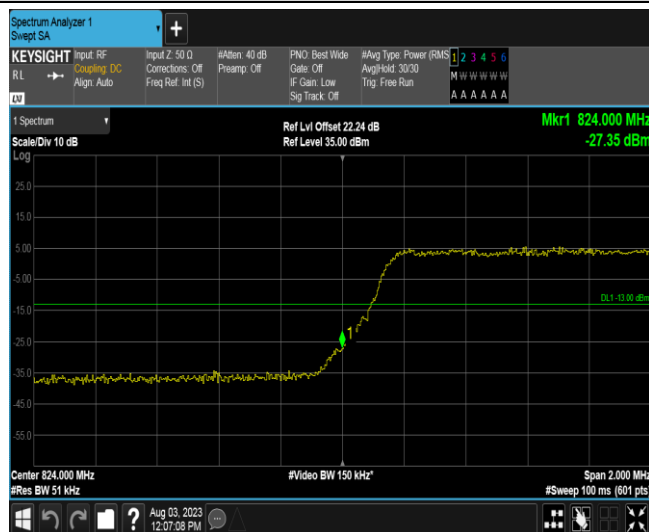 Spectrum Analyzer 1
Swept SA
+
KEYSIGHT
RL
LXI
Input: RF
Coupling: DC
Align: Auto
Input Z: 50 Ω
Corrections: Off
Freq Ref: Int (S)
#Atten: 40 dB
Preamp: Off
PNO: Best Wide
Gate: Off
IF Gain: Low
Sig Track: Off
#Avg Type: Power (RMS
Avg|Hold: 30/30
Trig: Free Run
1 2 3 4 5 6
M W W W W W
A A A A A A
1 Spectrum
Scale/Div 10 dB
Log
Ref Lvl Offset 22.24 dB
Ref Level 35.00 dBm
Mkr1 824.000 MHz
-27.35 dBm
25.0
15.0
5.00
-5.00
DL1 -13.00 dBm
-15.0
1
-25.0
-35.0
-45.0
-55.0
Center 824.000 MHz
#Res BW 51 kHz
#Video BW 150 kHz*
Span 2.000 MHz
#Sweep 100 ms (601 pts)
?
Aug 03, 2023
12:07:08 PM